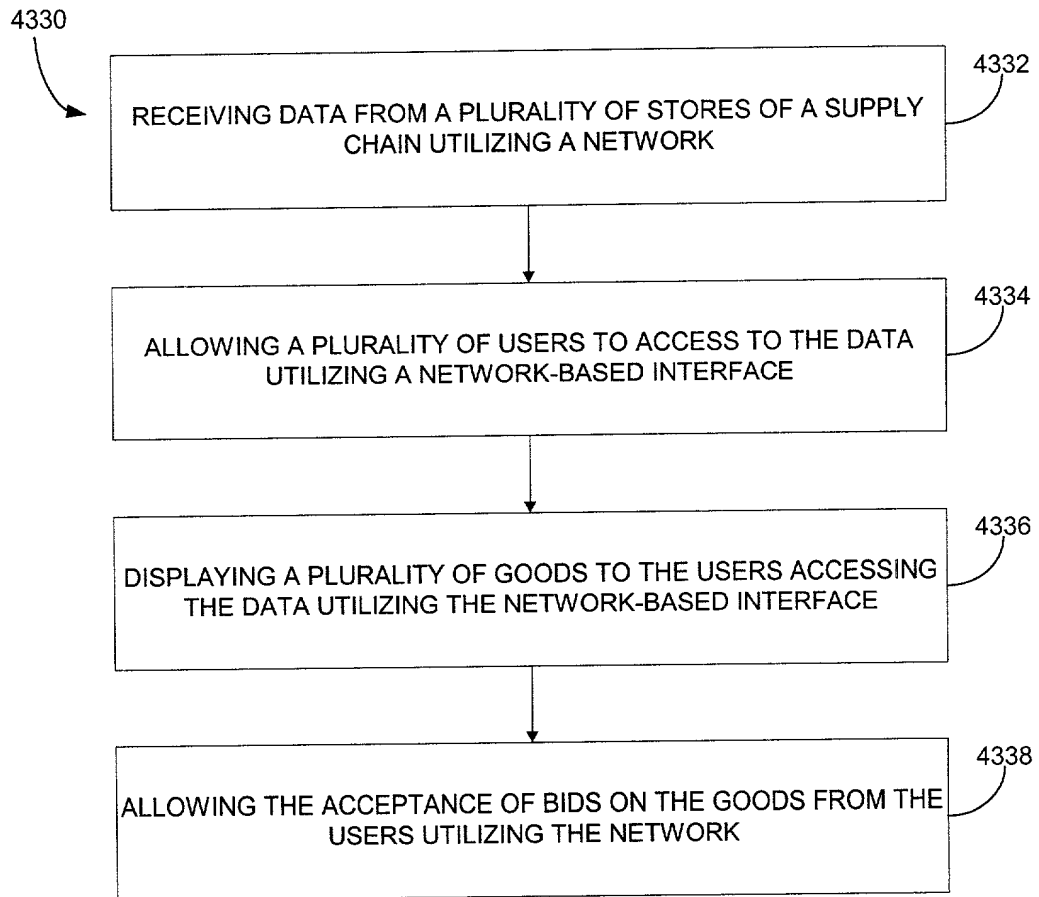 4330
4332
RECEIVING DATA FROM A PLURALITY OF STORES OF A SUPPLY
CHAIN UTILIZING A NETWORK
4334
ALLOWING A PLURALITY OF USERS TO ACCESS TO THE DATA
UTILIZING A NETWORK-BASED INTERFACE
4336
DISPLAYING A PLURALITY OF GOODS TO THE USERS ACCESSING
THE DATA UTILIZING THE NETWORK-BASED INTERFACE
4338
ALLOWING THE ACCEPTANCE OF BIDS ON THE GOODS FROM THE
USERS UTILIZING THE NETWORK